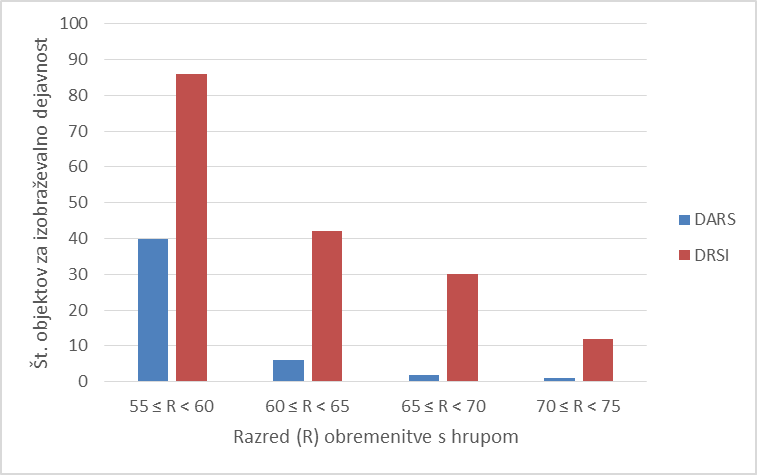 100
90
80
70
60
50
40
30
20
10
0
Št. objektov za izobraževalno dejavnost
55 ≤ R < 60
60 ≤ R < 65
65 ≤ R < 70
70 ≤ R < 75
Razred (R) obremenitve s hrupom
DARS
DRSI